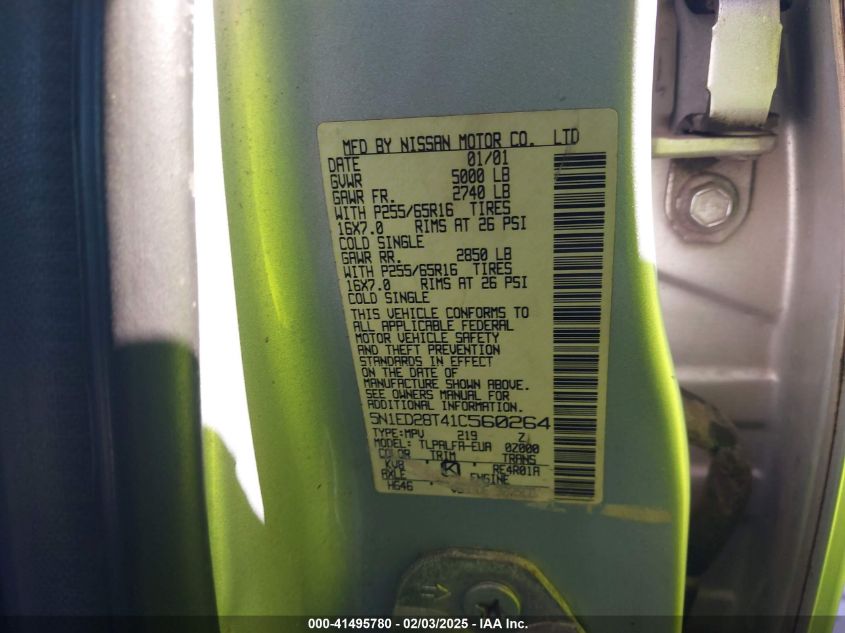 MFD BY NISSAN MOTOR CO. LTD
DATE 01/01
GVWR 5000 LB
GAWR FR. 2740 LB
WITH P255/65R16 TIRES
16X7.0 RIMS AT 26 PSI
COLD SINGLE
GAWR RR. 2850 LB
WITH P255/65R16 TIRES
16X7.0 RIMS AT 26 PSI
COLD SINGLE
THIS VEHICLE CONFORMS TO
ALL APPLICABLE FEDERAL
MOTOR VEHICLE SAFETY
AND THEFT PREVENTION
STANDARDS IN EFFECT
ON THE DATE OF
MANUFACTURE SHOWN ABOVE.
SEE OWNERS MANUAL FOR
ADDITIONAL INFORMATION.
5N1ED28T41C560264
TYPE:MPV 219 Z
MODEL: TLPALFA-EUA 02000
COLOR TRIM TRANS
KV8 K RE4R01A
AXLE ENGINE
HG46
000-41495780 - 02/03/2025 - IAA Inc.